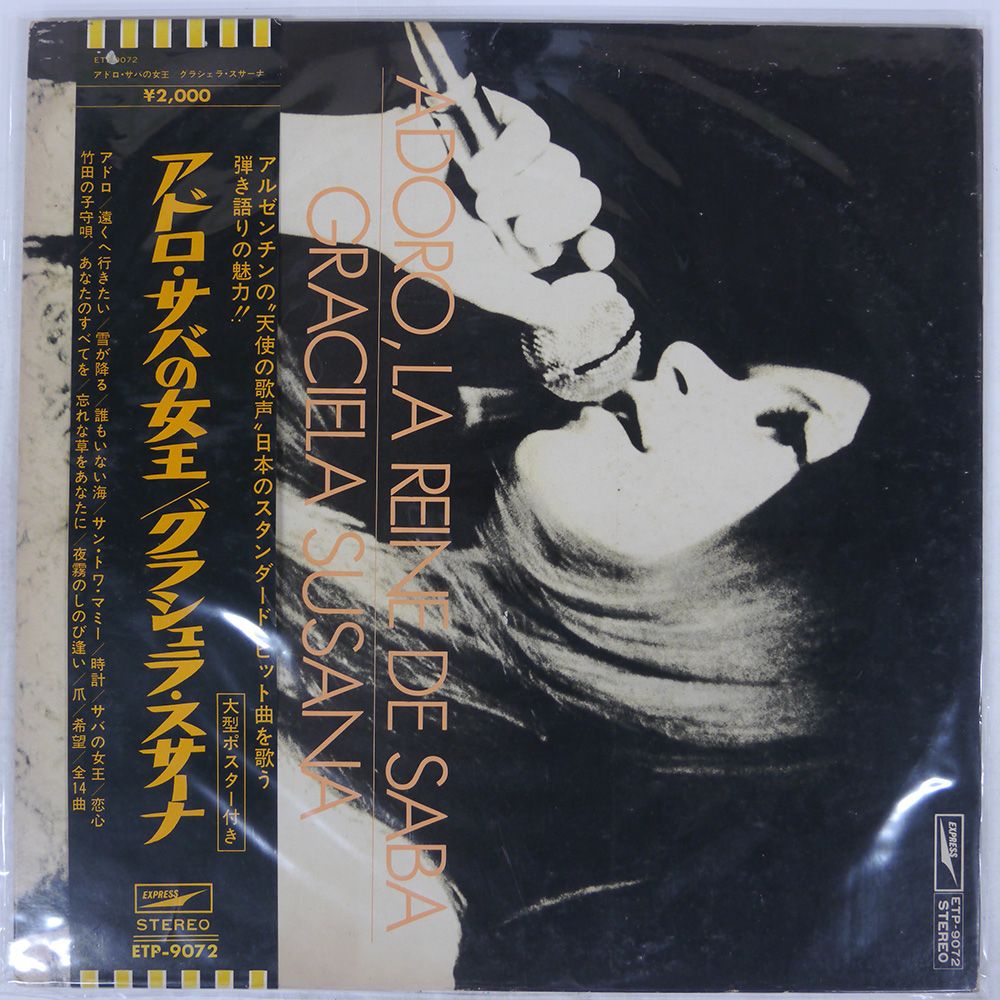 ETP-9072
アドロ・サバの女王 グラシェラ・スサーナ
¥2,000
アルゼンチンの"天使の歌声"日本のスタンダード・ヒット曲を歌う
弾き語りの魅力!!
アドロ・サバの女王/グラシェラ・スサーナ
アドロ/遠くへ行きたい/雪が降る/誰もいない海/サン・トワ・マミー/時計/サバの女王/恋心
竹田の子守唄/あなたのすべてを/忘れな草をあなたに/夜霧のしのび逢い/爪/希望/全14曲
大型ポスター付き
EXPRESS
STEREO
ETP-9072
ADORO, LA REINE DE SABA
GRACIELA SUSANA
EXPRESS
ETP-9072
STEREO